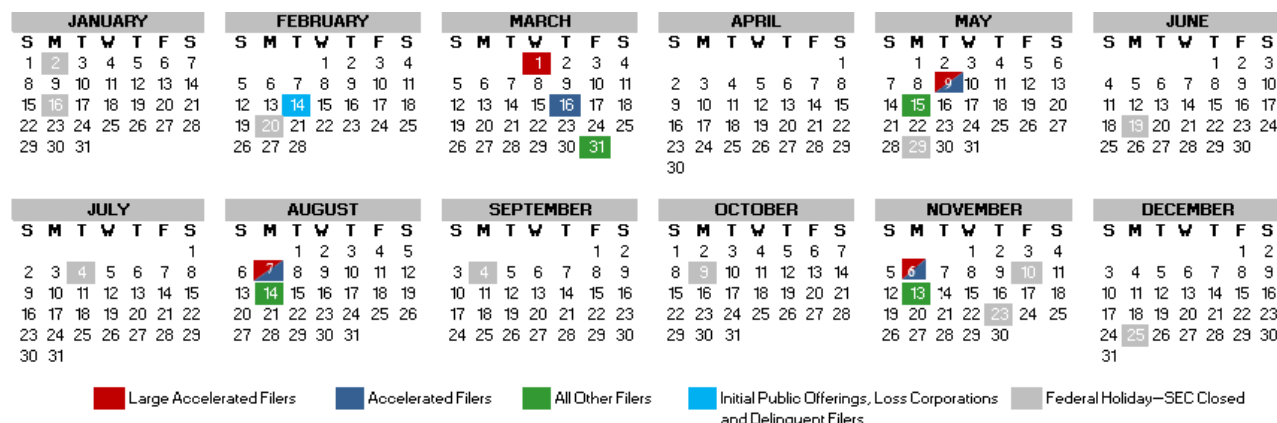 JANUARY
S M T W T F S
1 2 3 4 5 6 7
8 9 10 11 12 13 14
15 16 17 18 19 20 21
22 23 24 25 26 27 28
29 30 31
FEBRUARY
S M T W T F S
1 2 3 4
5 6 7 8 9 10 11
12 13 14 15 16 17 18
19 20 21 22 23 24 25
26 27 28
MARCH
S M T W T F S
1 2 3 4
5 6 7 8 9 10 11
12 13 14 15 16 17 18
19 20 21 22 23 24 25
26 27 28 29 30 31
APRIL
S M T W T F S
1
2 3 4 5 6 7 8
9 10 11 12 13 14 15
16 17 18 19 20 21 22
23 24 25 26 27 28 29
30
MAY
S M T W T F S
1 2 3 4 5 6
7 8 9 10 11 12 13
14 15 16 17 18 19 20
21 22 23 24 25 26 27
28 29 30 31
JUNE
S M T W T F S
1 2 3
4 5 6 7 8 9 10
11 12 13 14 15 16 17
18 19 20 21 22 23 24
25 26 27 28 29 30
JULY
S M T W T F S
1
2 3 4 5 6 7 8
9 10 11 12 13 14 15
16 17 18 19 20 21 22
23 24 25 26 27 28 29
30 31
AUGUST
S M T W T F S
1 2 3 4 5
6 7 8 9 10 11 12
13 14 15 16 17 18 19
20 21 22 23 24 25 26
27 28 29 30 31
SEPTEMBER
S M T W T F S
1 2
3 4 5 6 7 8 9
10 11 12 13 14 15 16
17 18 19 20 21 22 23
24 25 26 27 28 29 30
OCTOBER
S M T W T F S
1 2 3 4 5 6 7
8 9 10 11 12 13 14
15 16 17 18 19 20 21
22 23 24 25 26 27 28
29 30 31
NOVEMBER
S M T W T F S
1 2 3 4
5 6 7 8 9 10 11
12 13 14 15 16 17 18
19 20 21 22 23 24 25
26 27 28 29 30
DECEMBER
S M T W T F S
1 2
3 4 5 6 7 8 9
10 11 12 13 14 15 16
17 18 19 20 21 22 23
24 25 26 27 28 29 30
31
Large Accelerated Filers
Accelerated Filers
All Other Filers
Initial Public Offerings, Loss Corporations
and Delinquent Filers
Federal Holiday—SEC Closed